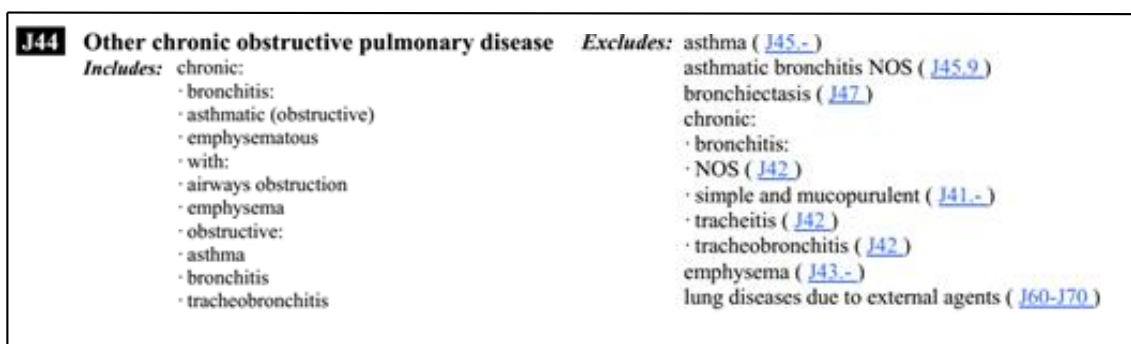 J44 Other chronic obstructive pulmonary disease
Includes: chronic:
· bronchitis:
· asthmatic (obstructive)
· emphysematous
· with:
· airways obstruction
· emphysema
· obstructive:
· asthma
· bronchitis
· tracheobronchitis
Excludes: asthma ( J45.- )
asthmatic bronchitis NOS ( J45.9 )
bronchiectasis ( J47 )
chronic:
· bronchitis:
· NOS ( J42 )
· simple and mucopurulent ( J41.- )
· tracheitis ( J42 )
· tracheobronchitis ( J42 )
emphysema ( J43.- )
lung diseases due to external agents ( J60-J70 )